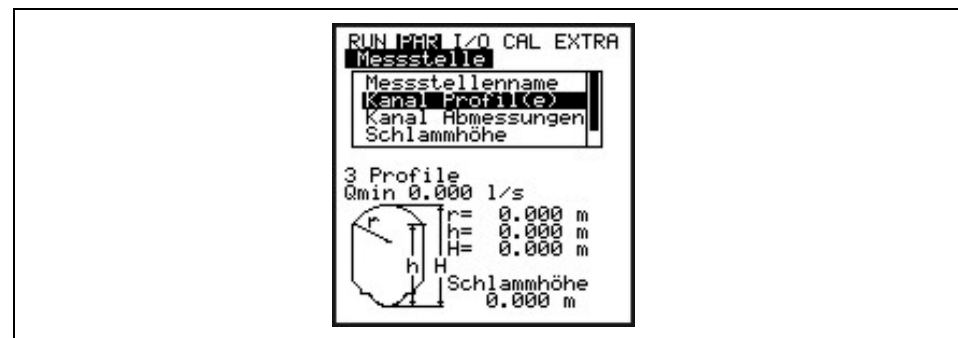 RUN PAR I/O CAL EXTRA
Messstelle
Messstellenname
Kanal Profil(e)
Kanal Abmessungen
Schlammhöhe
3 Profile
Qmin 0.000 l/s
r
r= 0.000 m
h= 0.000 m
H= 0.000 m
h H
Schlammhöhe
0.000 m